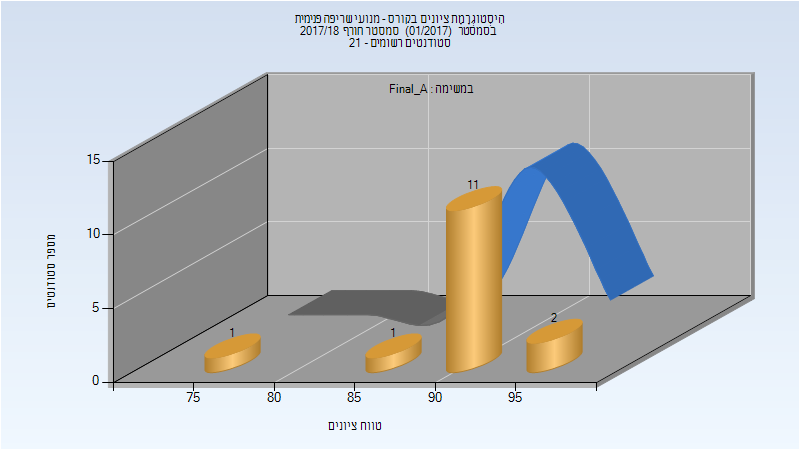 היסטוגרמת ציונים בקורס - מנועי שריפה פנימית
בסמסטר (01/2017) סמסטר חורף 2017/18
סטודנטים רשומים - 21
במשימה : Final_A
15
10
5
0
מספר סטודנטים
1
1
11
2
75
80
85
90
95
טווח ציונים